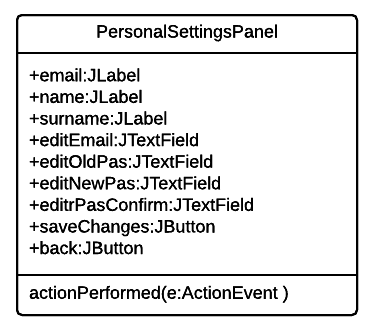 PersonalSettingsPanel
+email:JLabel
+name:JLabel
+surname:JLabel
+editEmail:JTextField
+editOldPas:JTextField
+editNewPas:JTextField
+editrPasConfirm:JTextField
+saveChanges:JButton
+back:JButton
actionPerformed(e:ActionEvent )